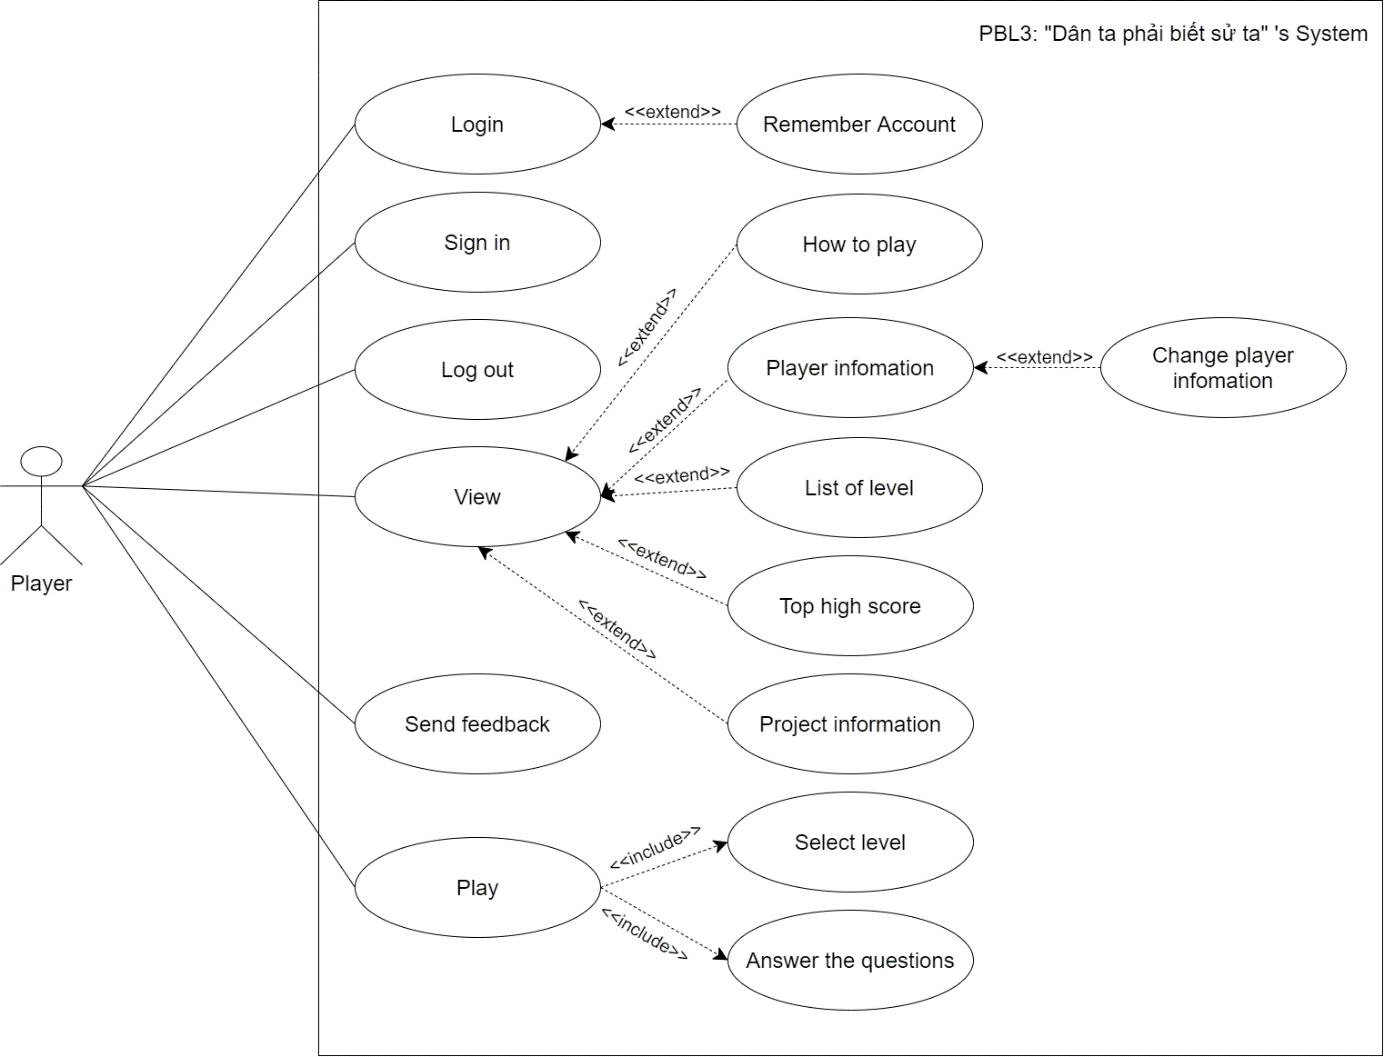 PBL3: "Dân ta phải biết sử ta" 's System
Login
<<extend>>
Remember Account
Sign in
How to play
<<extend>>
Log out
Player infomation
<<extend>>
Change player
infomation
<<extend>>
View
<<extend>>
List of level
<<extend>>
Top high score
<<extend>>
Player
Send feedback
Project information
<<include>>
Select level
Play
<<include>>
Answer the questions